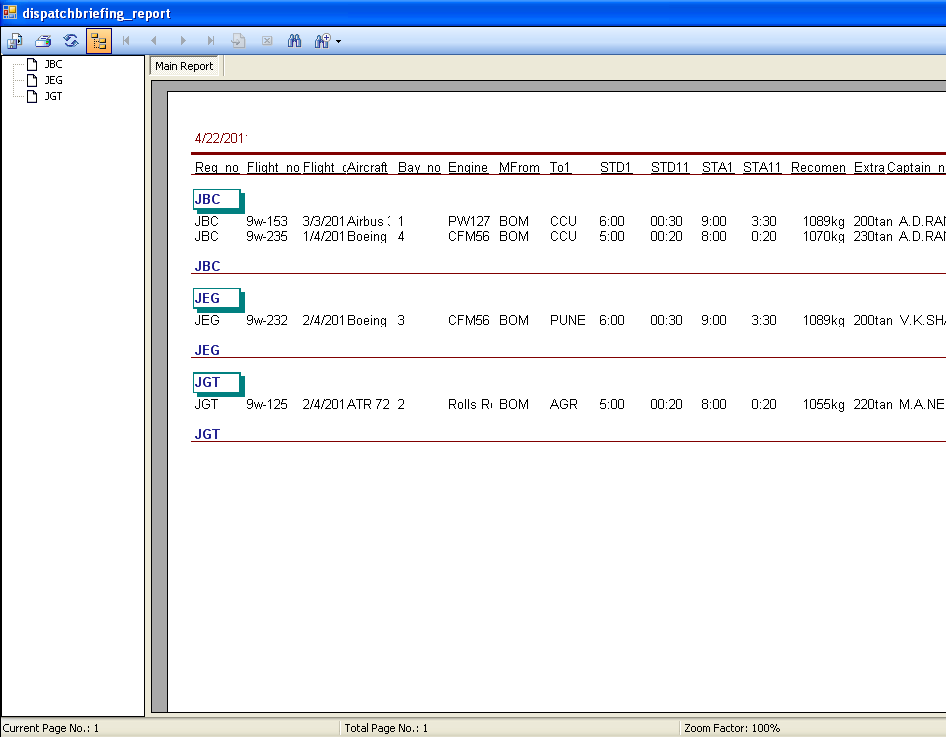 dispatchbriefing_report
JBC
JEG
JGT
Main Report
4/22/201
Reg_no Flight_no Flight_ Aircraft Bay_no Engine MFrom To1 STD1 STD11 STA1 STA11 Recomen Extra Captain_n
JBC
JBC 9w-153 3/3/201 Airbus 1 PW127 BOM CCU 6:00 00:30 9:00 3:30 1089kg 200tan A.D.RA
JBC 9w-235 1/4/201 Boeing 4 CFM56 BOM CCU 5:00 00:20 8:00 0:20 1070kg 230tan A.D.RA
JBC
JEG
JEG 9w-232 2/4/201 Boeing 3 CFM56 BOM PUNE 6:00 00:30 9:00 3:30 1089kg 200tan V.K.SH
JEG
JGT
JGT 9w-125 2/4/201 ATR 72 2 Rolls R BOM AGR 5:00 00:20 8:00 0:20 1055kg 220tan M.A.NE
JGT
Current Page No.: 1 Total Page No.: 1 Zoom Factor: 100%